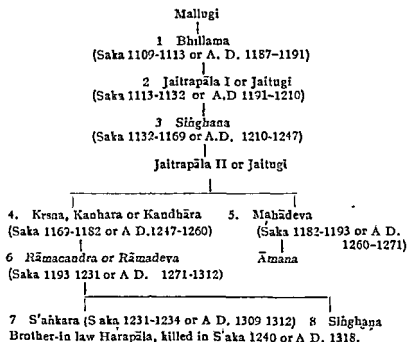 Mallugi
1 Bhillama
(Saka 1109-1113 or A. D. 1187-1191)
2 Jaitrapāla I or Jaitugi
(Saka 1113-1132 or A.D 1191-1210)
3 Siṅghana
(Saka 1132-1169 or A.D. 1210-1247)
Jaitrapāla II or Jaitugi
4. Kṛsṇa, Kanhara or Kandhāra 5. Mahādeva
(Saka 1169-1182 or A D.1247-1260) (Saka 1182-1193 or A D.
1260-1271)
6 Rāmacandra or Rāmadeva Āmana
(Saka 1193 1231 or A D. 1271-1312)
7 S'aṅkara (S aka 1231-1234 or A D. 1309 1312) 8 Siṅghaṇa
Brother-in law Harapāla, killed in S'aka 1240 or A D. 1318.